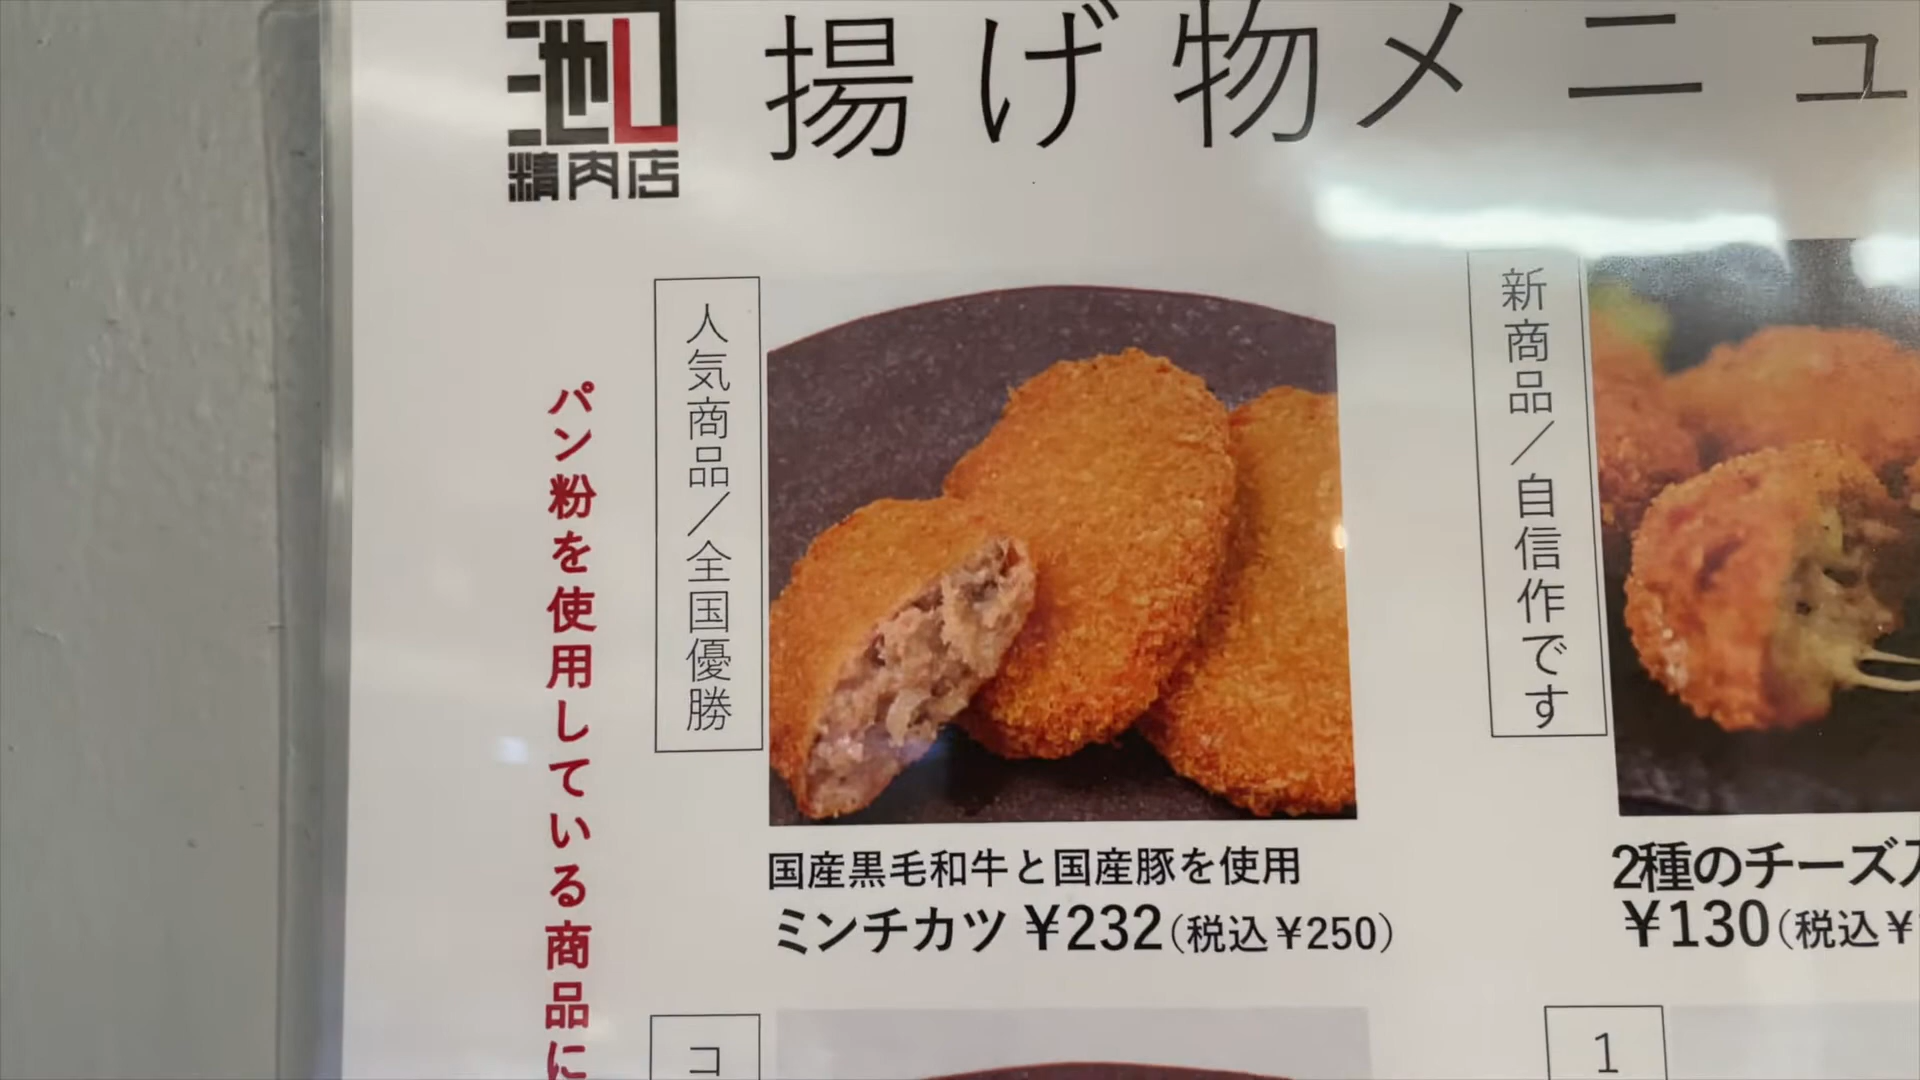 池山
精肉店
揚げ物メニュ
パン粉を使用している商品に
人気商品/全国優勝
国産黒毛和牛と国産豚を使用
ミンチカツ ¥232(税込¥250)
新商品/自信作です
2種のチーズ入
¥130(税込¥
コ
1